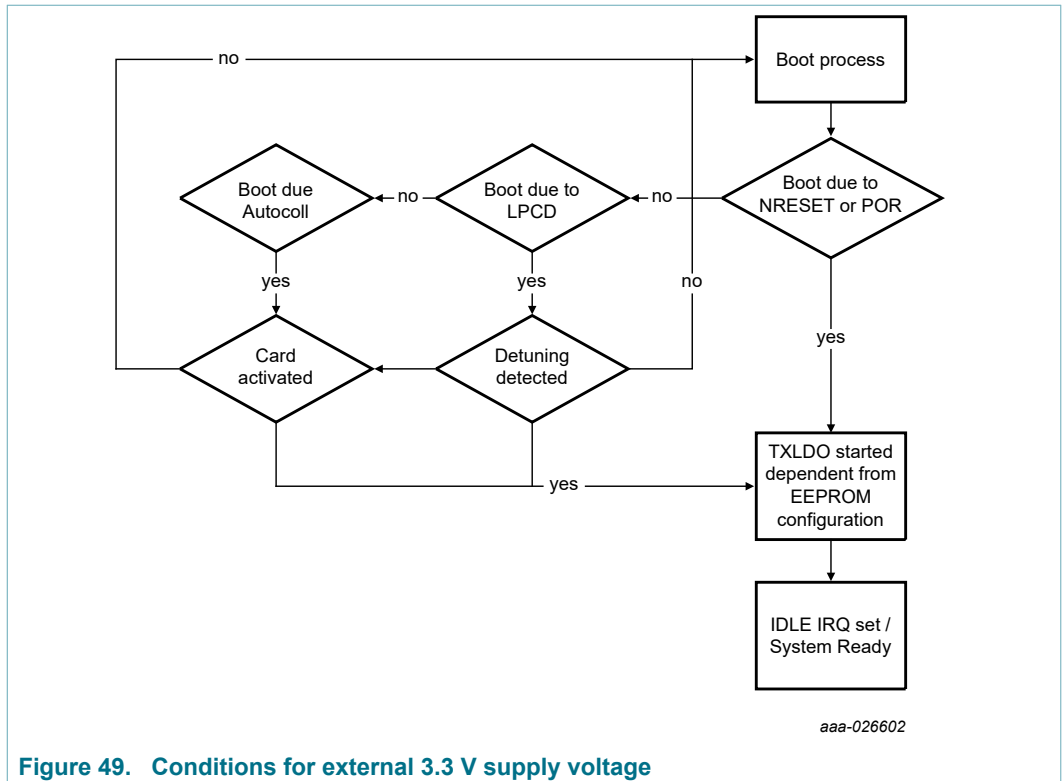 no
Boot process
Boot due
Autocoll
no
Boot due to
LPCD
no
Boot due to
NRESET or POR
yes
yes
no
yes
Card
activated
Detuning
detected
yes
TXLDO started
dependent from
EEPROM
configuration
IDLE IRQ set /
System Ready
aaa-026602
Figure 49. Conditions for external 3.3 V supply voltage